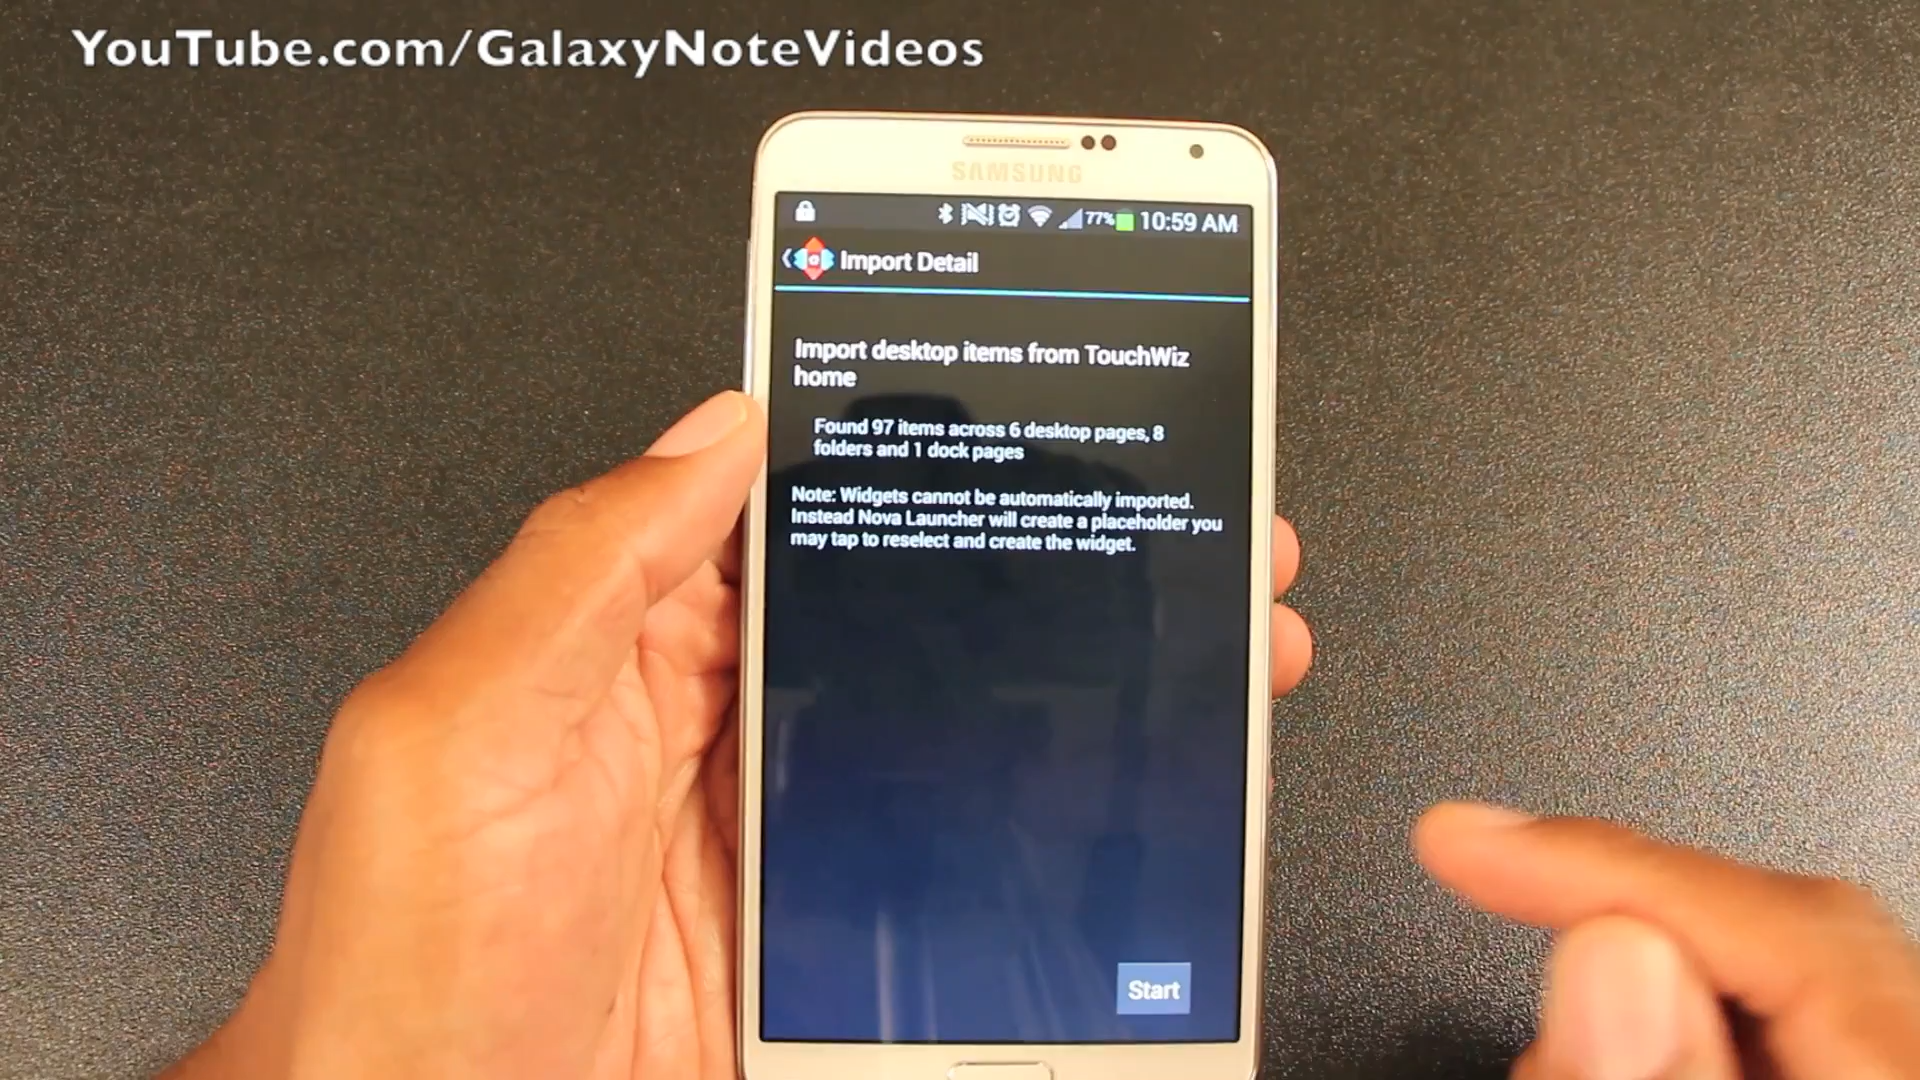 YouTube.com/GalaxyNoteVideos
SAMSUNG
77% 10:59 AM
Import Detail
Import desktop items from TouchWiz
home
Found 97 items across 6 desktop pages, 8
folders and 1 dock pages
Note: Widgets cannot be automatically imported.
Instead Nova Launcher will create a placeholder you
may tap to reselect and create the widget.
Start